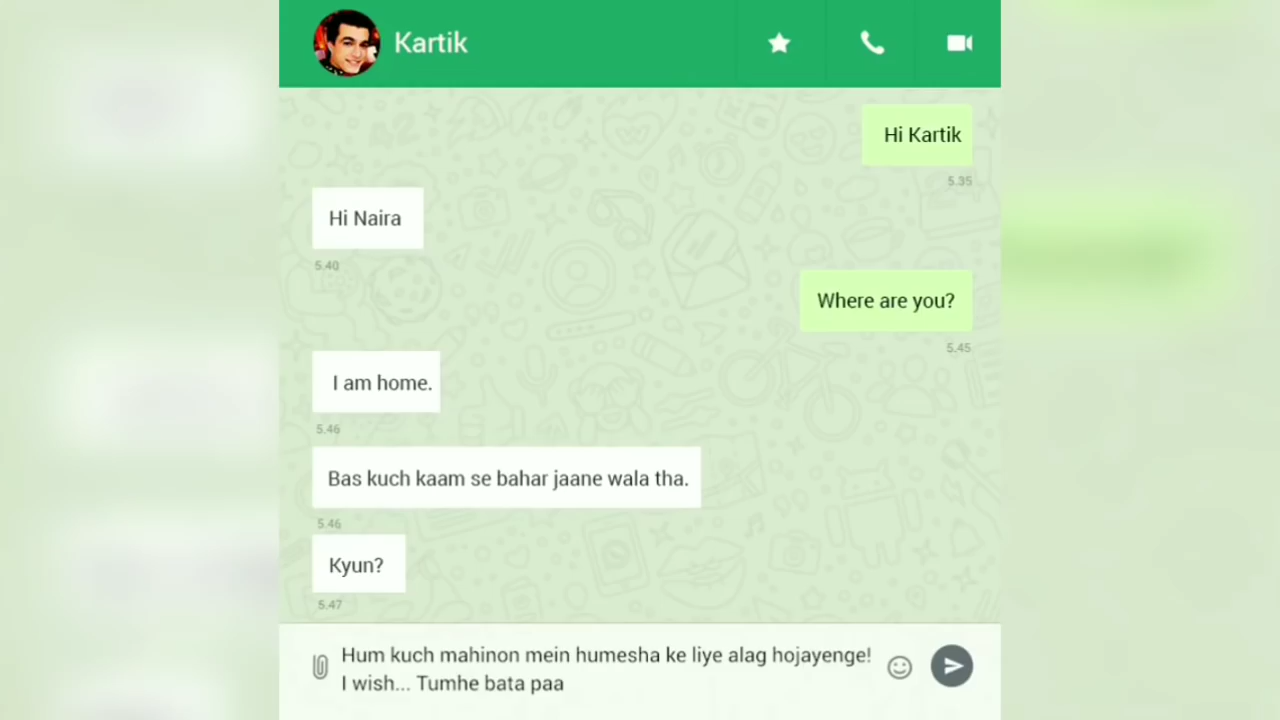 Kartik
Hi Kartik
5.35
Hi Naira
5.40
Where are you?
5.45
I am home.
5.46
Bas kuch kaam se bahar jaane wala tha.
5.46
Kyun?
5.47
Hum kuch mahinon mein humesha ke liye alag hojayenge!
I wish... Tumhe bata paa